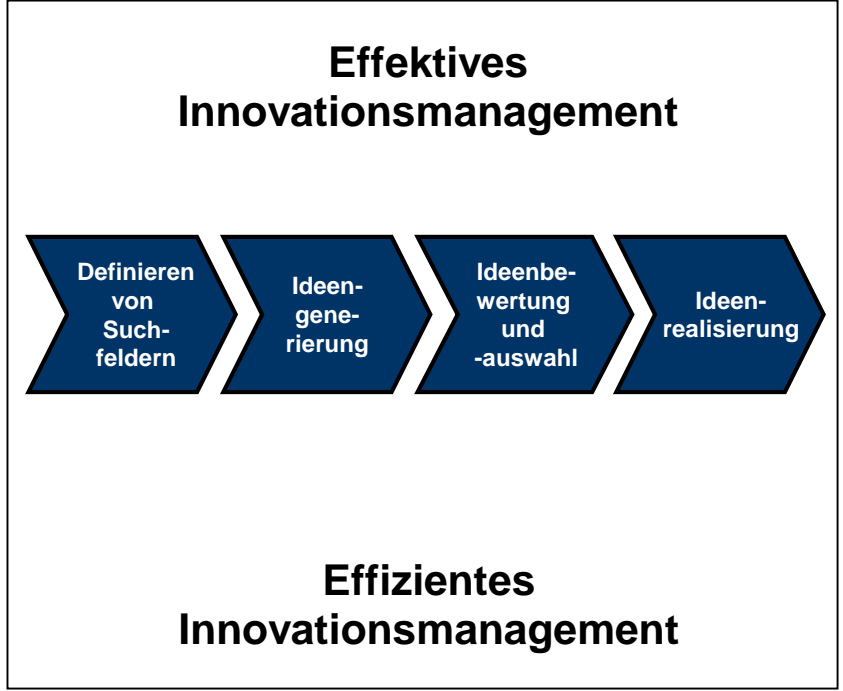 Effektives
Innovationsmanagement
Definieren
von
Such-
feldern
Ideen-
gene-
rierung
Ideenbe-
wertung
und
-auswahl
Ideen-
realisierung
Effizientes
Innovationsmanagement